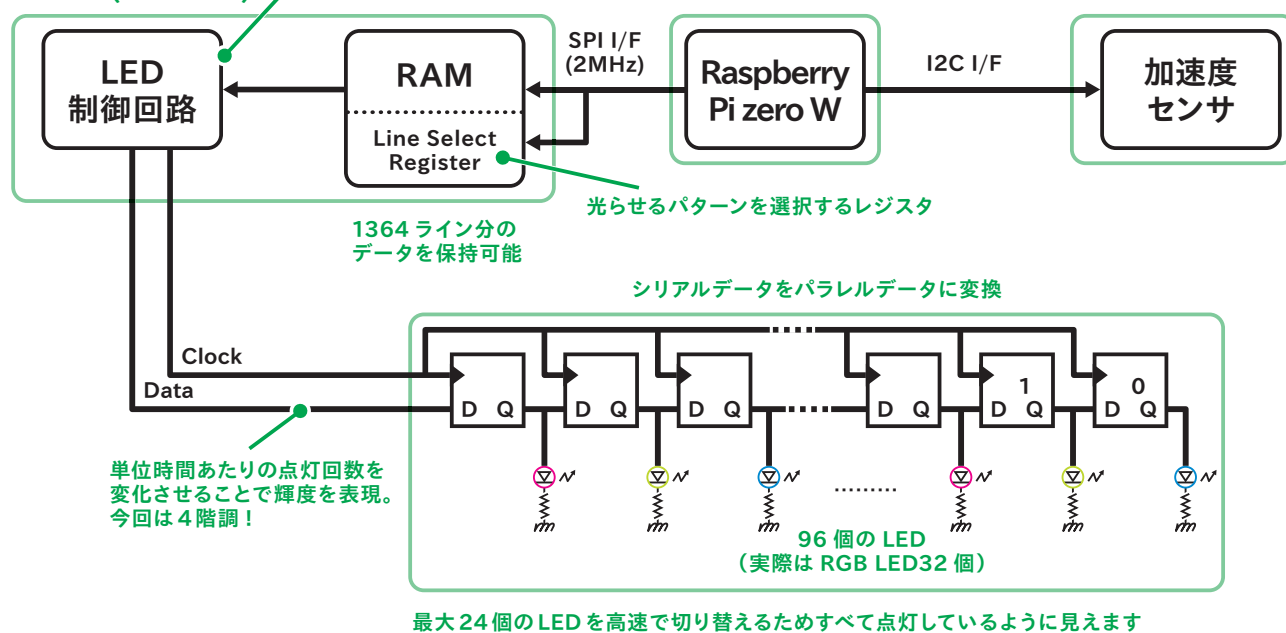 LED
制御回路
RAM
Line Select
Register
SPI I/F
(2MHz)
Raspberry
Pi zero W
I2C I/F
加速度
センサ
光らせるパターンを選択するレジスタ
1364 ライン分の
データを保持可能
シリアルデータをパラレルデータに変換
Clock
Data
D Q
D Q
D Q
D Q
1
D Q
0
D Q
単位時間あたりの点灯回数を
変化させることで輝度を表現。
今回は4階調！
96 個の LED
（実際は RGB LED32 個）
最大24個のLEDを高速で切り替えるためすべて点灯しているように見えます